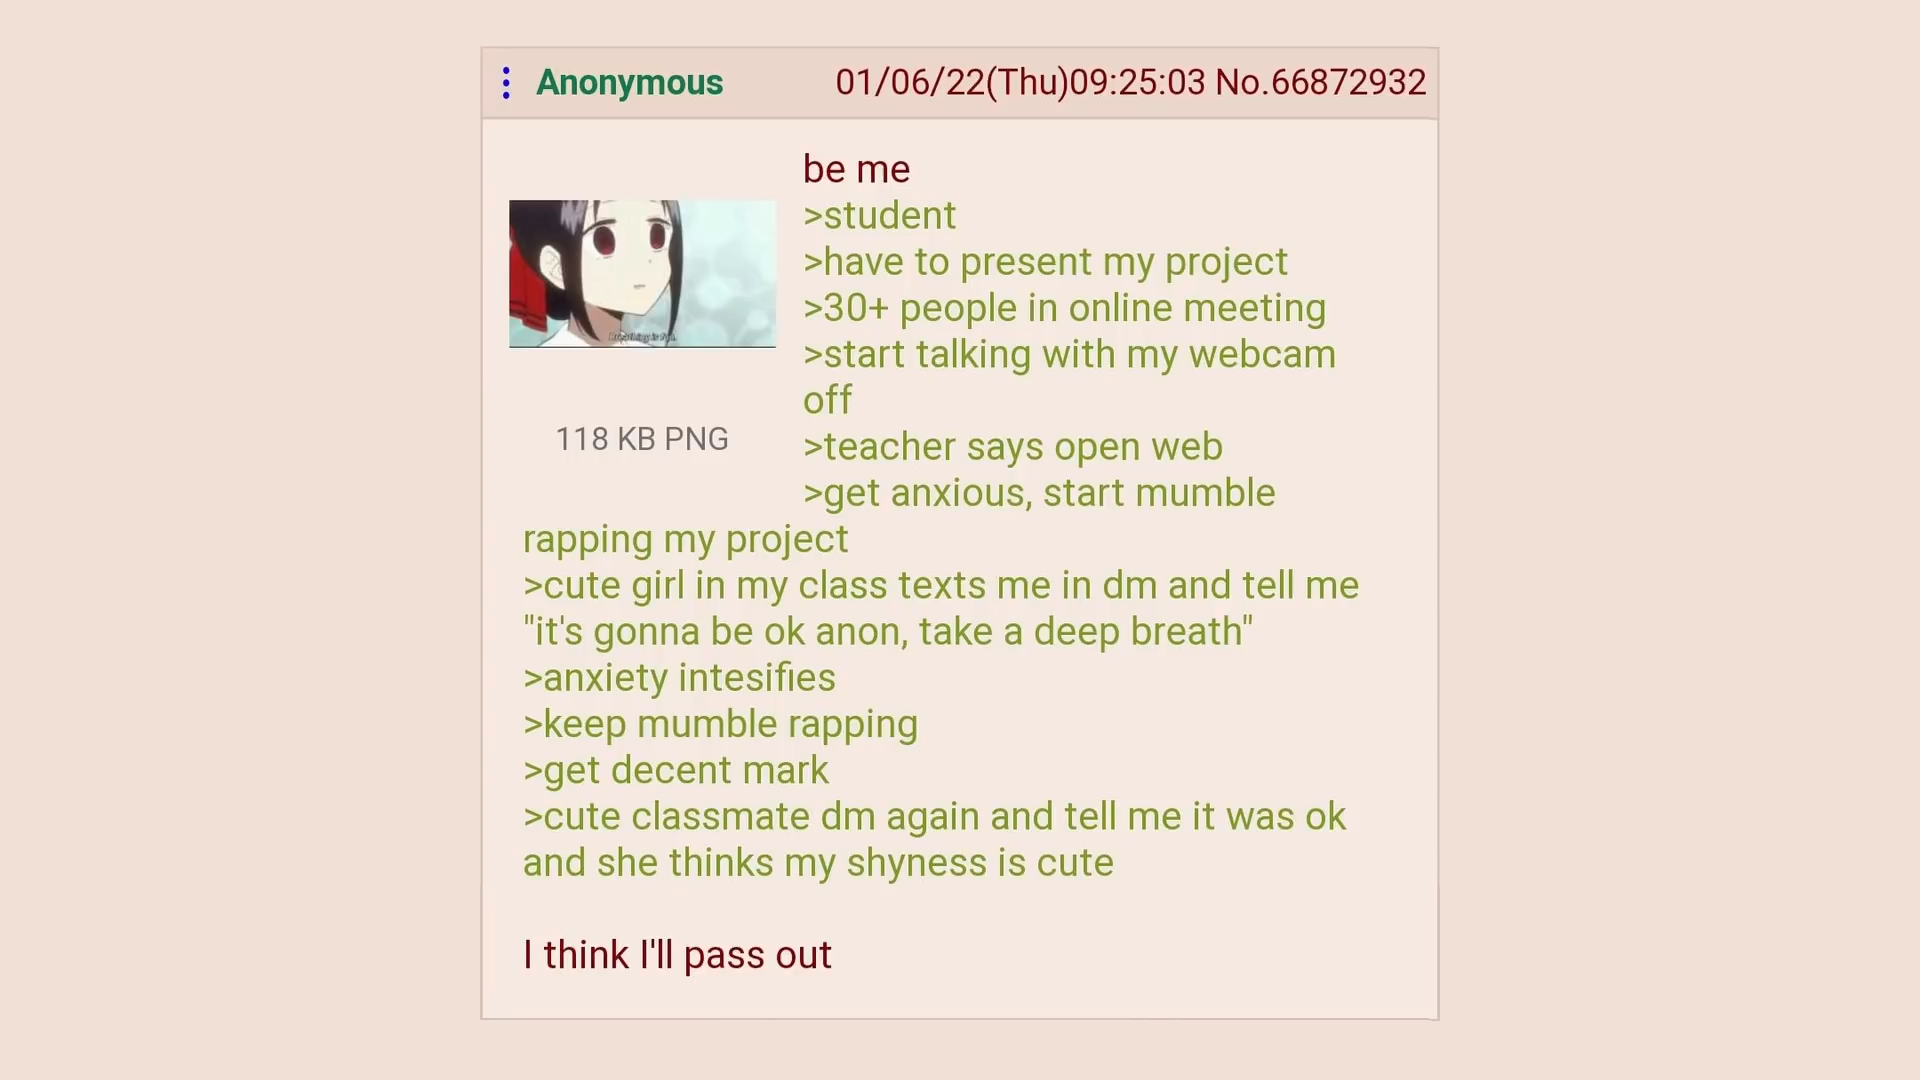 Anonymous 01/06/22(Thu)09:25:03 No.66872932
be me
>student
>have to present my project
>30+ people in online meeting
>start talking with my webcam
off
>teacher says open web
>get anxious, start mumble
rapping my project
>cute girl in my class texts me in dm and tell me
"it's gonna be ok anon, take a deep breath"
>anxiety intesifies
>keep mumble rapping
>get decent mark
>cute classmate dm again and tell me it was ok
and she thinks my shyness is cute
I think I'll pass out
Breathing is fun.
118 KB PNG